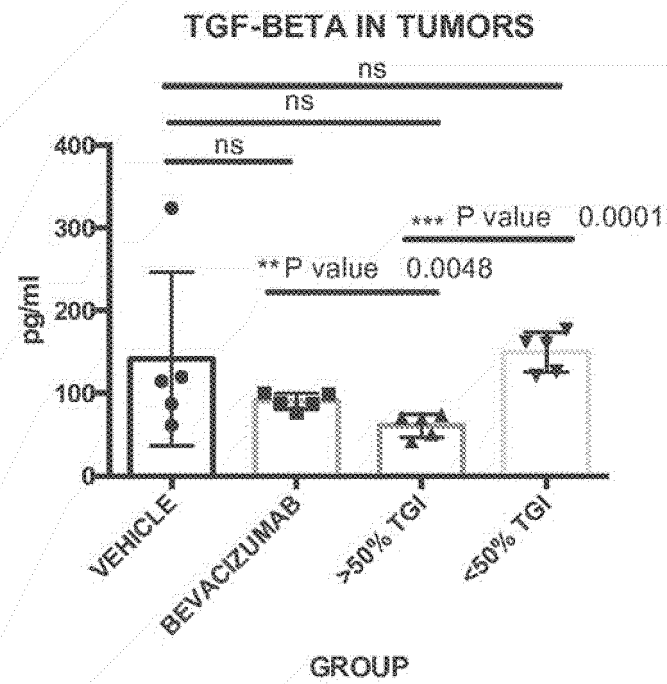 TGF-BETA IN TUMORS
ns
ns
ns
*** P value 0.0001
** P value 0.0048
pg/ml
400
300
200
100
0
VEHICLE
BEVACIZUMAB
>50% TGI
<50% TGI
GROUP